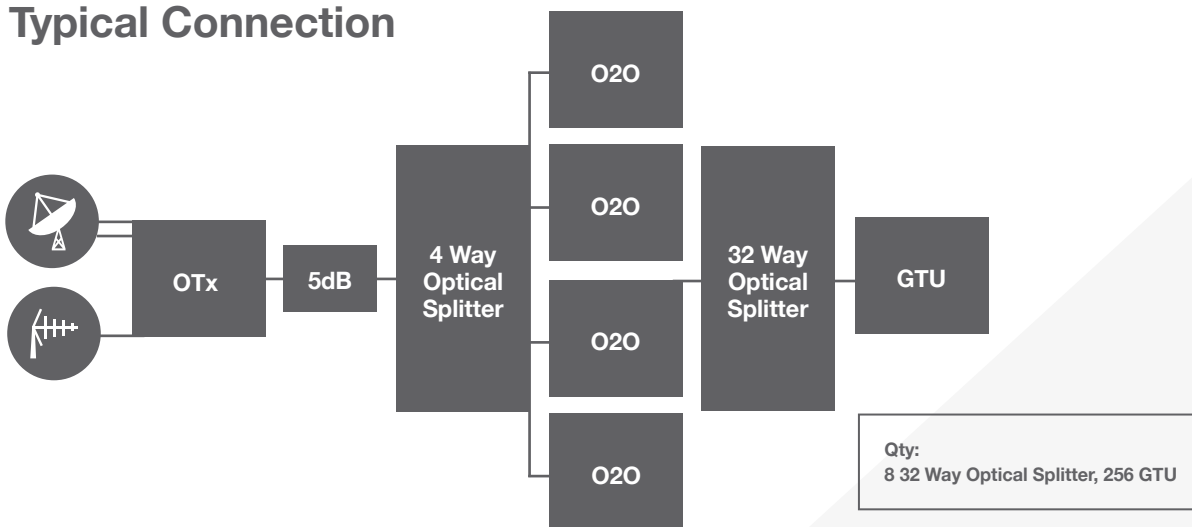 Typical Connection
O2O
O2O
O2O
O2O
OTx
5dB
4 Way
Optical
Splitter
32 Way
Optical
Splitter
GTU
Qty:
8 32 Way Optical Splitter, 256 GTU